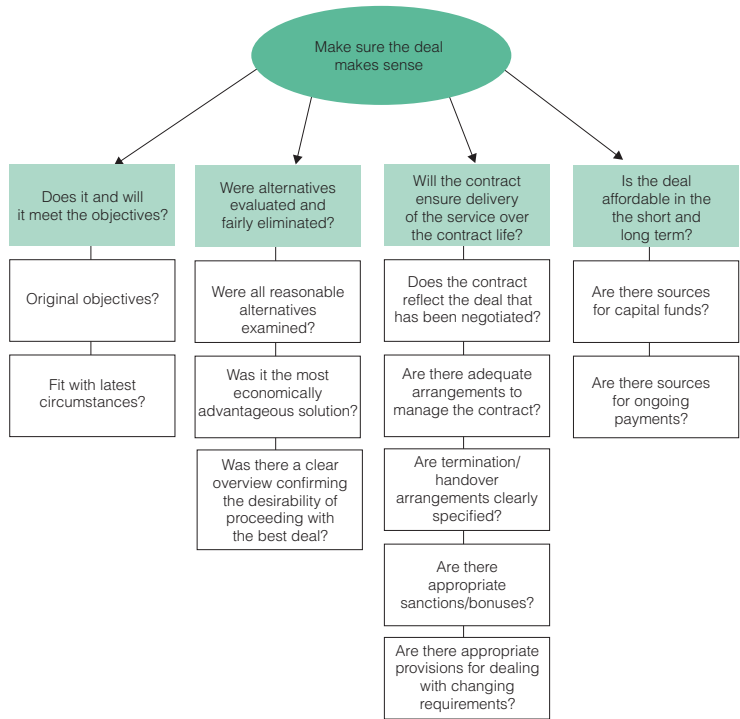 Make sure the deal
makes sense
Does it and will
it meet the objectives?
Original objectives?
Fit with latest
circumstances?
Were alternatives
evaluated and
fairly eliminated?
Were all reasonable
alternatives
examined?
Was it the most
economically
advantageous solution?
Was there a clear
overview confirming
the desirability of
proceeding with
the best deal?
Will the contract
ensure delivery
of the service over
the contract life?
Does the contract
reflect the deal that
has been negotiated?
Are there adequate
arrangements to
manage the contract?
Are termination/
handover
arrangements clearly
specified?
Are there
appropriate
sanctions/bonuses?
Are there appropriate
provisions for dealing
with changing
requirements?
Is the deal
affordable in the
the short and
long term?
Are there sources
for capital funds?
Are there sources
for ongoing
payments?